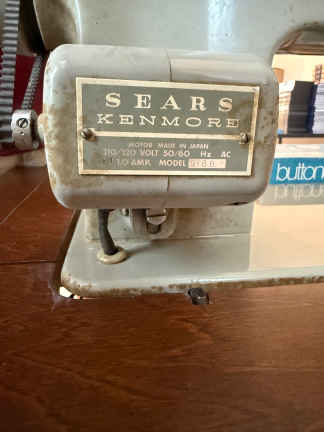 SEARS
KENMORE
MOTOR MADE IN JAPAN
110/120 VOLT 50/60 Hz AC
1.0 AMP. MODEL
button